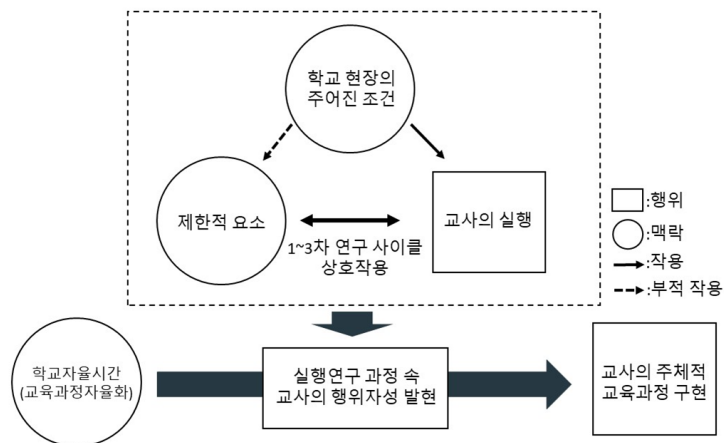 학교 현장의
주어진 조건
제한적 요소
교사의 실행
1~3차 연구 사이클
상호작용
:행위
:맥락
:작용
:부적 작용
학교자율시간
(교육과정자율화)
실행연구 과정 속
교사의 행위자성 발현
교사의 주체적
교육과정 구현